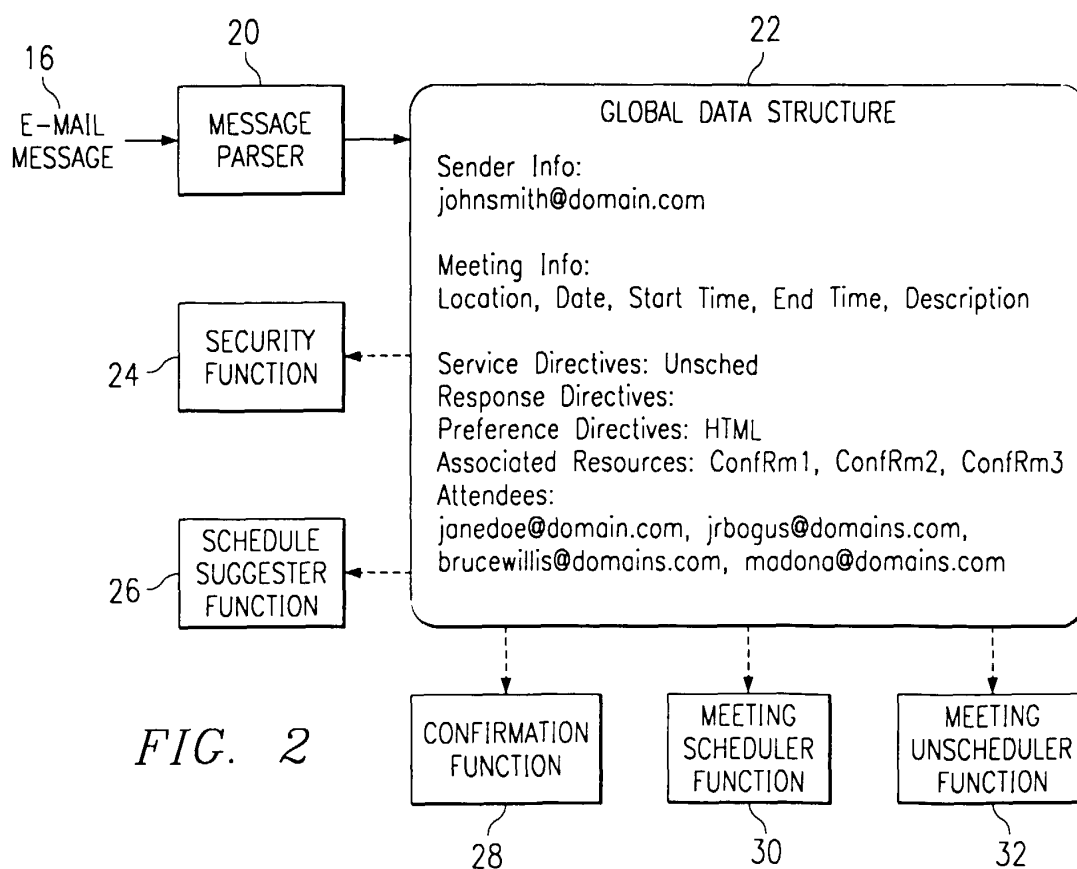 16
E-MAIL
MESSAGE
20
MESSAGE
PARSER
22
GLOBAL DATA STRUCTURE
Sender Info:
johnsmith@domain.com
Meeting Info:
Location, Date, Start Time, End Time, Description
Service Directives: Unsched
Response Directives:
Preference Directives: HTML
Associated Resources: ConfRm1, ConfRm2, ConfRm3
Attendees:
janedoe@domain.com, jrbogus@domains.com,
brucewillis@domains.com, madona@domains.com
SECURITY
FUNCTION
24
SCHEDULE
SUGGESTER
FUNCTION
26
CONFIRMATION
FUNCTION
28
MEETING
SCHEDULER
FUNCTION
30
MEETING
UNSCHEDULER
FUNCTION
32
FIG. 2